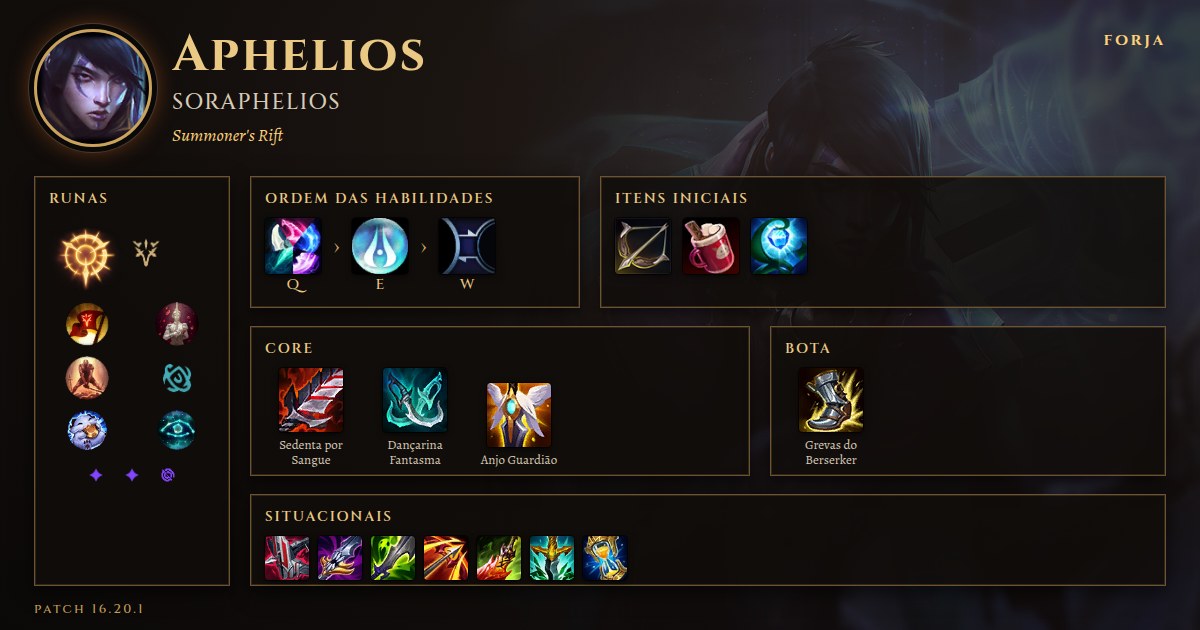 APHELIOS
FORJA
SORAPHELIOS
Summoner's Rift
RUNAS
ORDEM DAS HABILIDADES
Q › E › W
ITENS INICIAIS
CORE
Sedenta por
Sangue
Dançarina
Fantasma
Anjo Guardião
BOTA
Grevas do
Berserker
SITUACIONAIS
PATCH 16.20.1